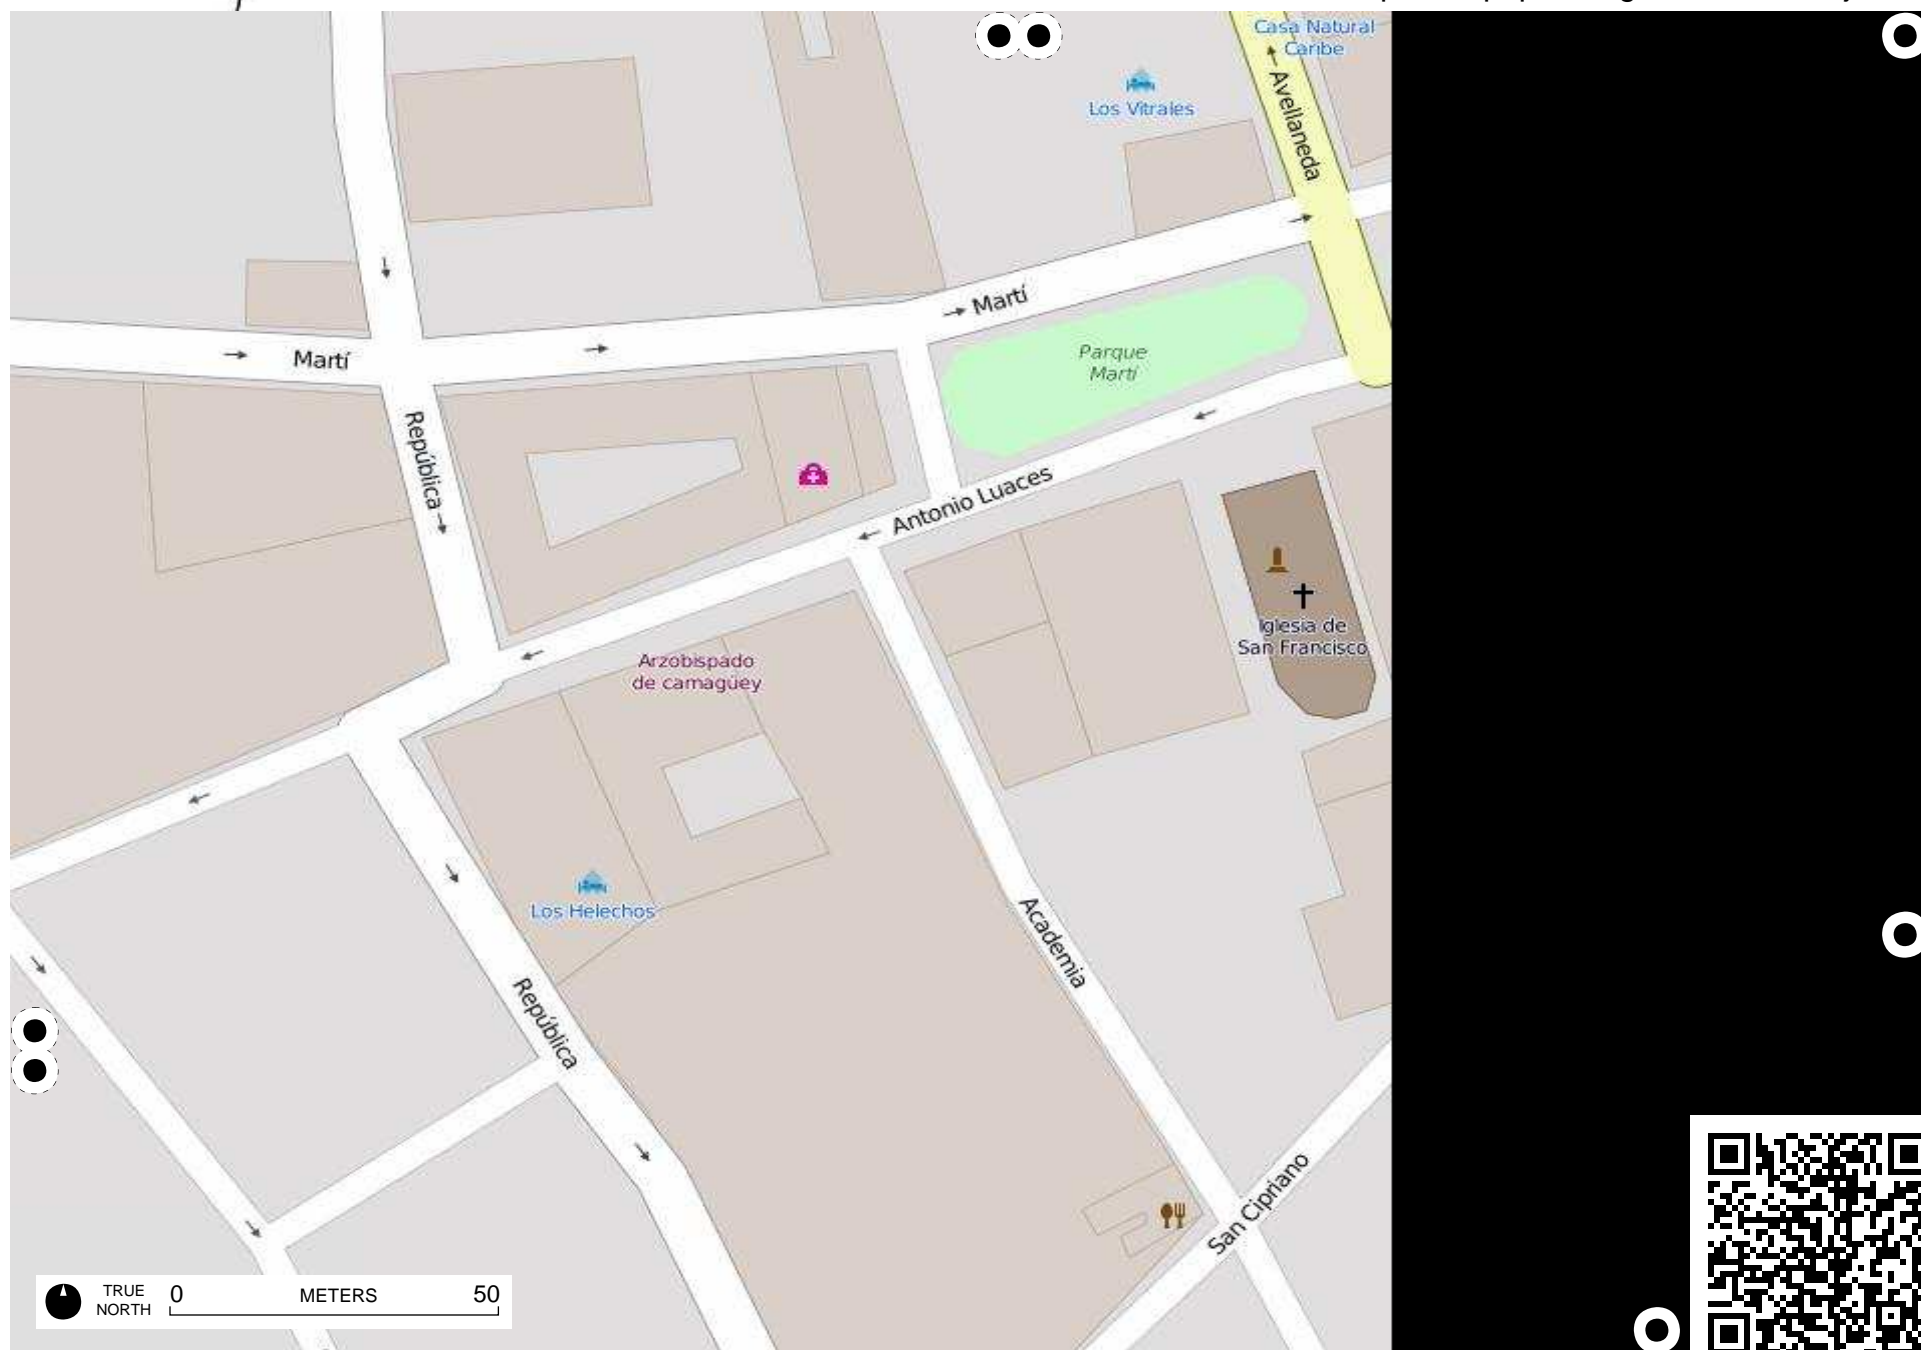 Casa Natural
Caribe
Avellaneda
Los Vitrales
Martí
Martí
Parque
Martí
República
Antonio Luaces
Iglesia de
San Francisco
Arzobispado
de camagüey
Los Helechos
Academia
República
San Cipriano
TRUE
NORTH
0 METERS 50